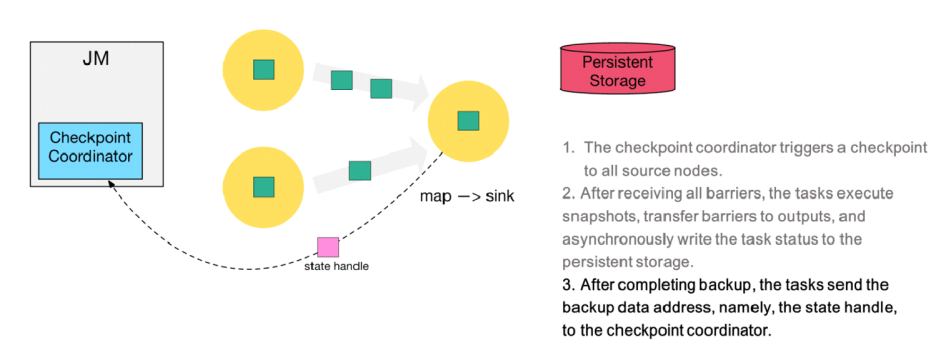 JM
Checkpoint
Coordinator
map —> sink
state handle
Persistent
Storage
1. The checkpoint coordinator triggers a checkpoint
to all source nodes.
2. After receiving all barriers, the tasks execute
snapshots, transfer barriers to outputs, and
asynchronously write the task status to the
persistent storage.
3. After completing backup, the tasks send the
backup data address, namely, the state handle,
to the checkpoint coordinator.